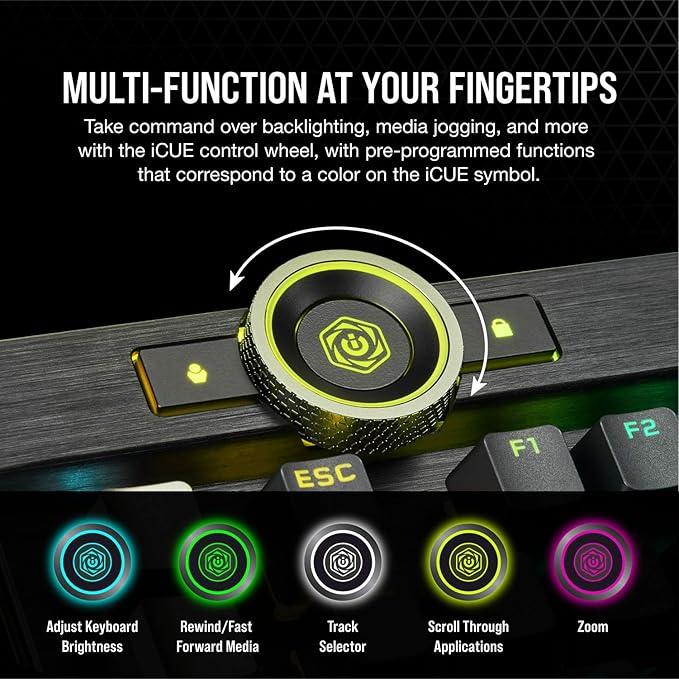 MULTI-FUNCTION AT YOUR FINGERTIPS
Take command over backlighting, media jogging, and more
with the iCUE control wheel, with pre-programmed functions
that correspond to a color on the iCUE symbol.
ESC
F1
F2
Adjust Keyboard
Brightness
Rewind/Fast
Forward Media
Track
Selector
Scroll Through
Applications
Zoom